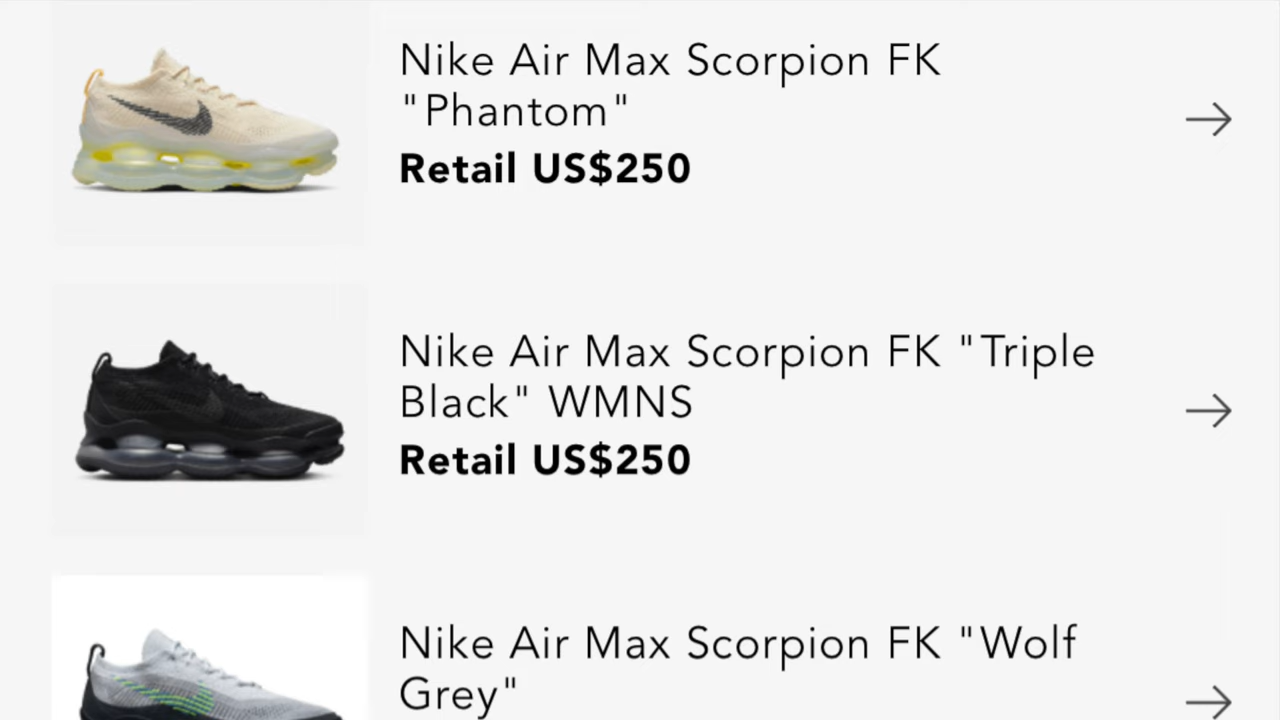 Nike Air Max Scorpion FK
"Phantom"
Retail US$250
Nike Air Max Scorpion FK "Triple
Black" WMNS
Retail US$250
Nike Air Max Scorpion FK "Wolf
Grey"